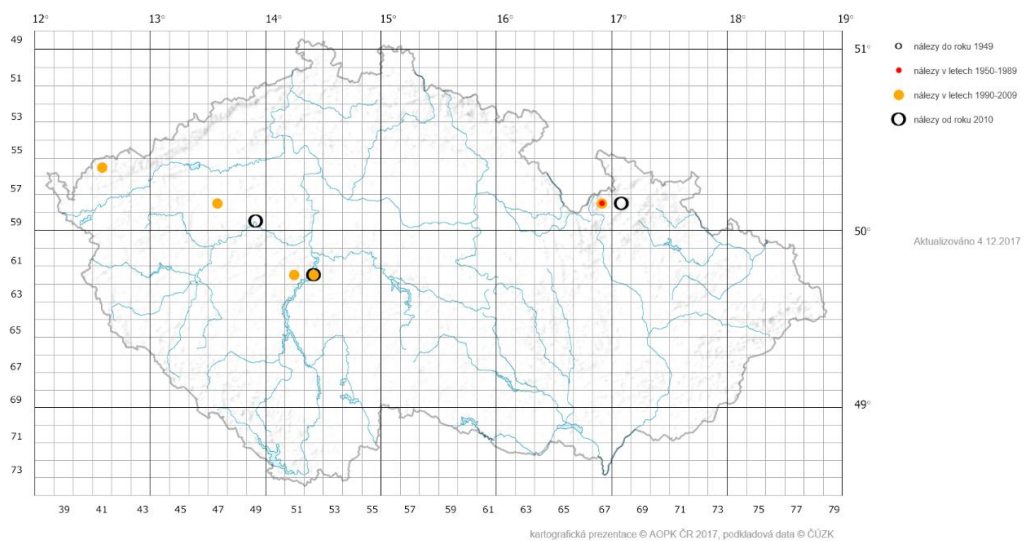 12° 13 14° 15° 16° 17° 18° 19°
49 51°
51
53
55
57
59 50°
61
63
65
67
69 49°
71
73
39 41 43 45 47 49 51 53 55 57 59 61 63 65 67 69 71 73 75 77 79
nálezy do roku 1949
nálezy v letech 1950-1989
nálezy v letech 1990-2009
nálezy od roku 2010
Aktualizováno 4.12.2017
kartografická prezentace © AOPK ČR 2017, podkladová data © ČÚZK